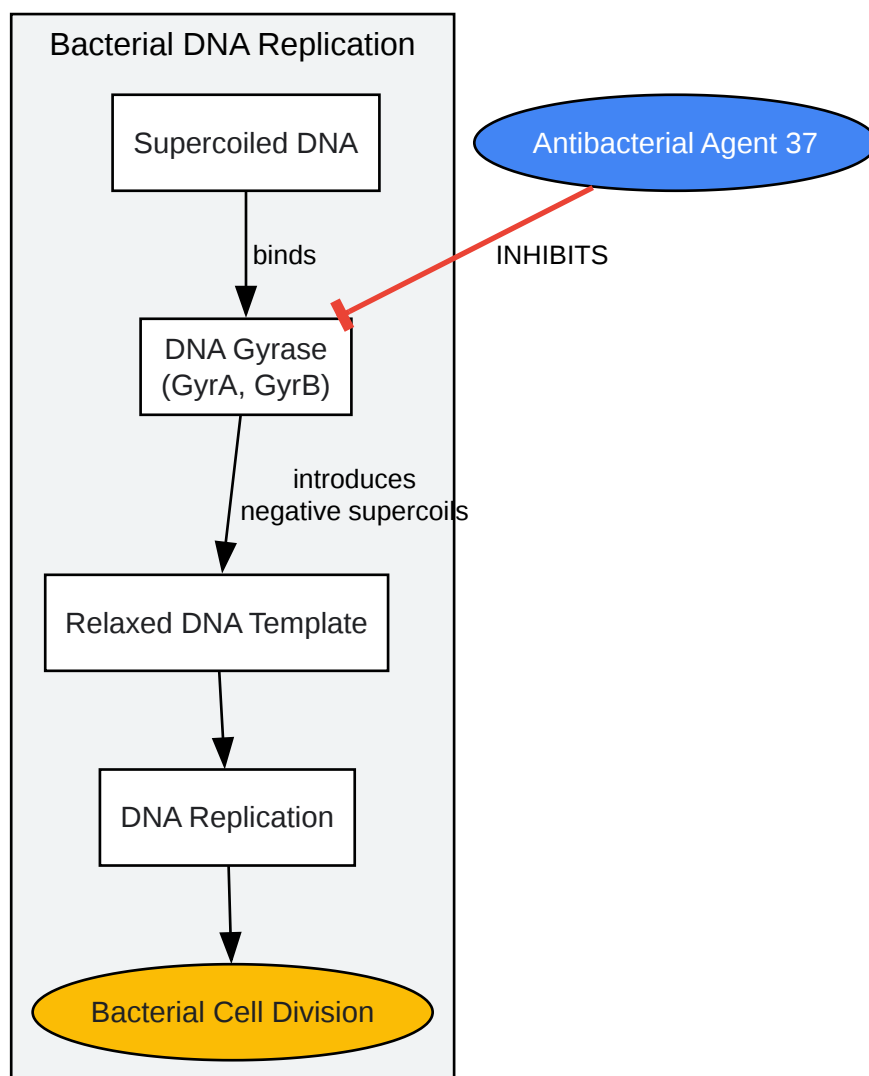 Bacterial DNA Replication
Supercoiled DNA
Antibacterial Agent 37
binds
INHIBITS
DNA Gyrase
(GyrA, GyrB)
introduces
negative supercoils
Relaxed DNA Template
DNA Replication
Bacterial Cell Division